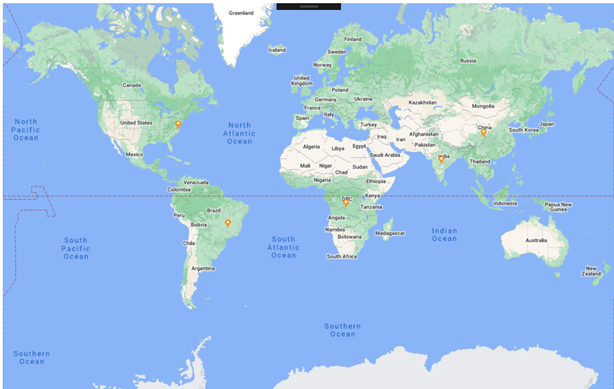 Greenland
Iceland
Finland
Sweden
Norway
Russia
Canada
United
Kingdom
Poland
Germany
Ukraine
France
Kazakhstan
Mongolia
North
Pacific
Ocean
United States
North
Atlantic
Ocean
Spain
Italy
Turkey
China
Japan
South Korea
Iraq
Iran
Afghanistan
Pakistan
Mexico
Algeria
Libya
Egypt
Saudi Arabia
India
Thailand
Mali
Niger
Chad
Sudan
Nigeria
Ethiopia
Venezuela
Colombia
DRC
Kenya
Tanzania
Indonesia
Papua New
Guinea
Peru
Brazil
Bolivia
Angola
Namibia
Botswana
Madagascar
Indian
Ocean
South
Pacific
Ocean
Chile
South
Atlantic
Ocean
Australia
Argentina
South Africa
New
Zealand
Southern
Ocean
Southern
Ocean